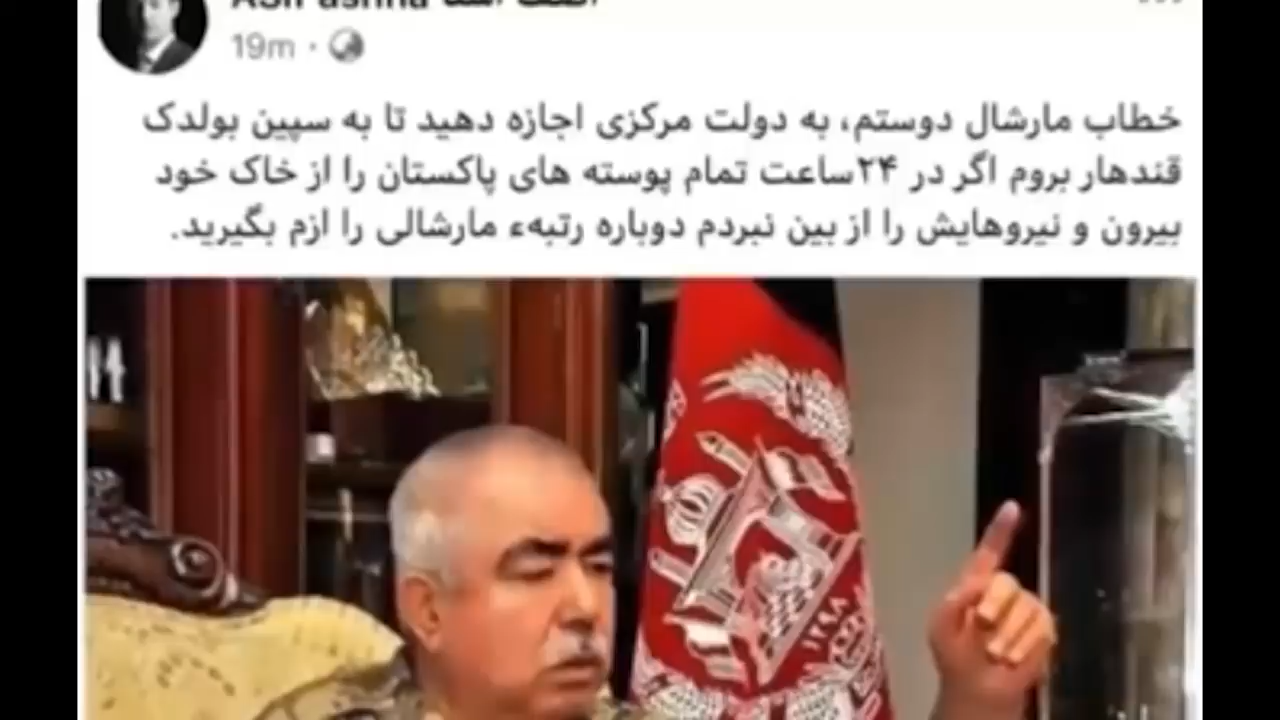 19m
خطاب مارشال دوستم، به دولت مرکزی اجازه دهید تا به سپین بولدک
قندهار بروم اگر در ۲۴ساعت تمام پوسته های پاکستان را از خاک خود
بیرون و نیروهایش را از بین نبردم دوباره رتبهء مارشالی را ازم بگیرید.